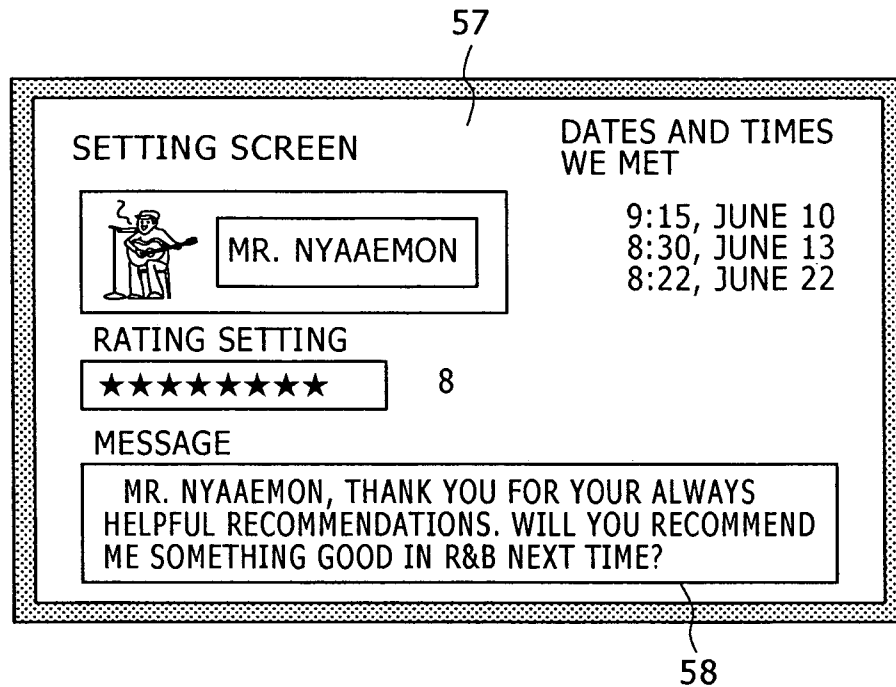 57
SETTING SCREEN
DATES AND TIMES
WE MET
MR. NYAAEMON
9:15, JUNE 10
8:30, JUNE 13
8:22, JUNE 22
RATING SETTING
★★★★★★★★ 8
MESSAGE
MR. NYAAEMON, THANK YOU FOR YOUR ALWAYS
HELPFUL RECOMMENDATIONS. WILL YOU RECOMMEND
ME SOMETHING GOOD IN R&B NEXT TIME?
58